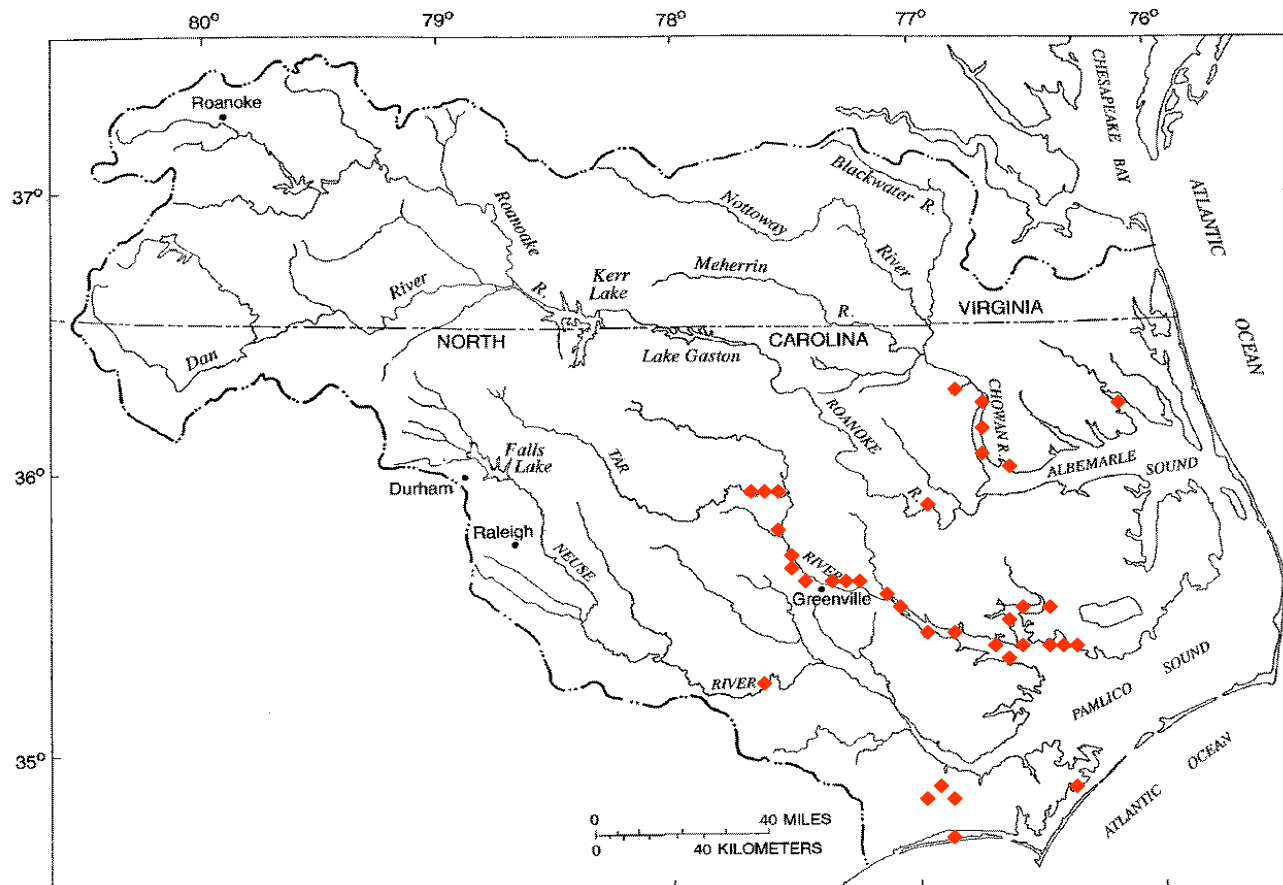 80° 79° 78° 77° 76°
37°
36°
35°
Roanoke
CHESAPEAKE BAY
ATLANTIC
OCEAN
Blackwater R.
Nottoway
River
Roanoake
R.
Meherrin
R.
Kerr
Lake
River
Dan
VIRGINIA
NORTH
CAROLINA
Lake Gaston
CHOWAN R.
ROANOKE
R.
ALBEMARLE SOUND
Falls
Lake
TAR
RIVER
Durham
Raleigh
NEUSE
RIVER
Greenville
PAMLICO SOUND
ATLANTIC OCEAN
0 40 MILES
0 40 KILOMETERS